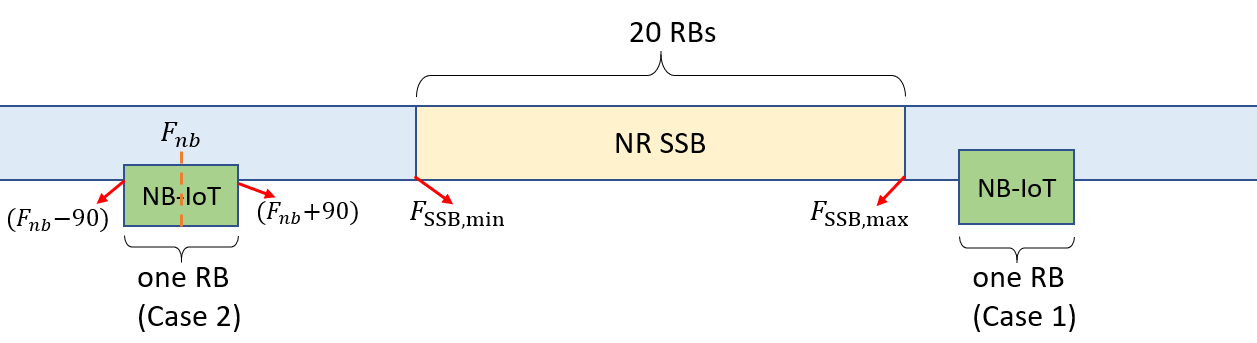 20 RBs
F_nb
NR SSB
NB-IoT
NB-IoT
(F_nb−90)
(F_nb+90)
F_SSB,min
F_SSB,max
one RB
(Case 2)
one RB
(Case 1)